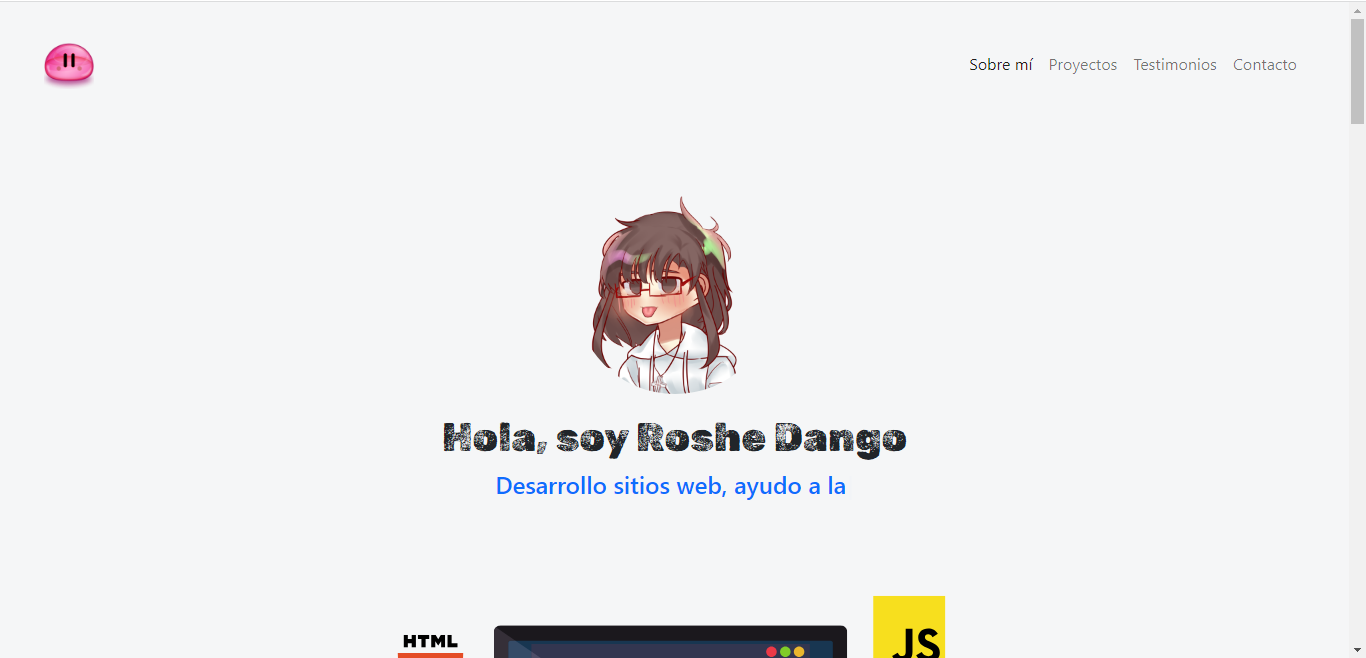 Sobre mí Proyectos Testimonios Contacto
Hola, soy Roshe Dango
Desarrollo sitios web, ayudo a la
HTML
JS